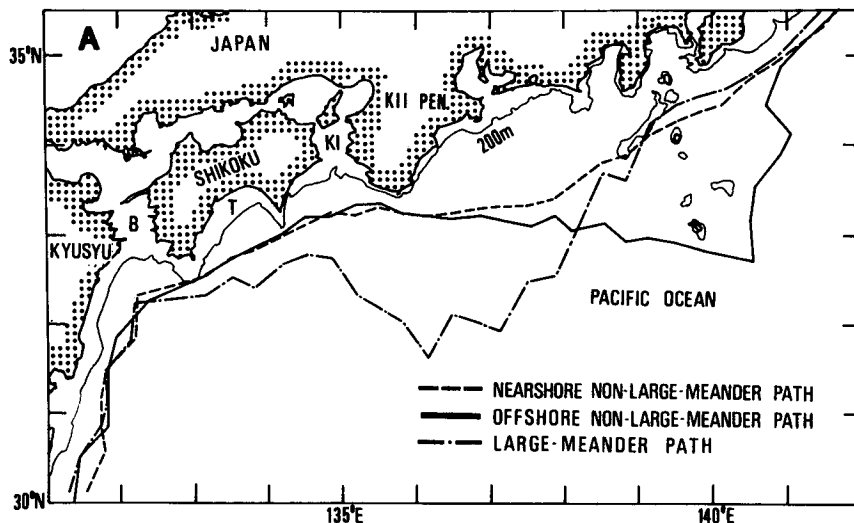 35°N
A
JAPAN
KII PEN.
200m
KI
SHIKOKU
T
B
KYUSYU
PACIFIC OCEAN
NEARSHORE NON-LARGE-MEANDER PATH
OFFSHORE NON-LARGE-MEANDER PATH
LARGE-MEANDER PATH
30°N
135°E
140°E